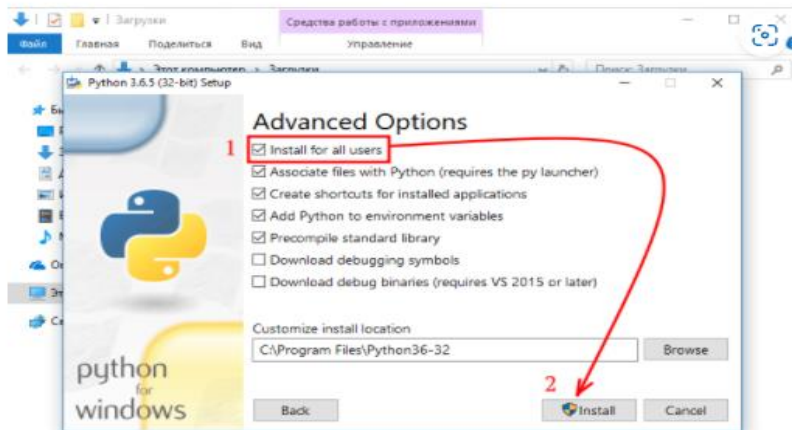 Загрузки
Средства работы с приложениями
Файл Главная Поделиться Вид Управление
Этот компьютер > Загрузки
Поиск: Загрузки
Python 3.6.5 (32-bit) Setup
Advanced Options
1
Install for all users
Associate files with Python (requires the py launcher)
Create shortcuts for installed applications
Add Python to environment variables
Precompile standard library
Download debugging symbols
Download debug binaries (requires VS 2015 or later)
Customize install location
C:\Program Files\Python36-32 Browse
2
Back Install Cancel
python
for
windows